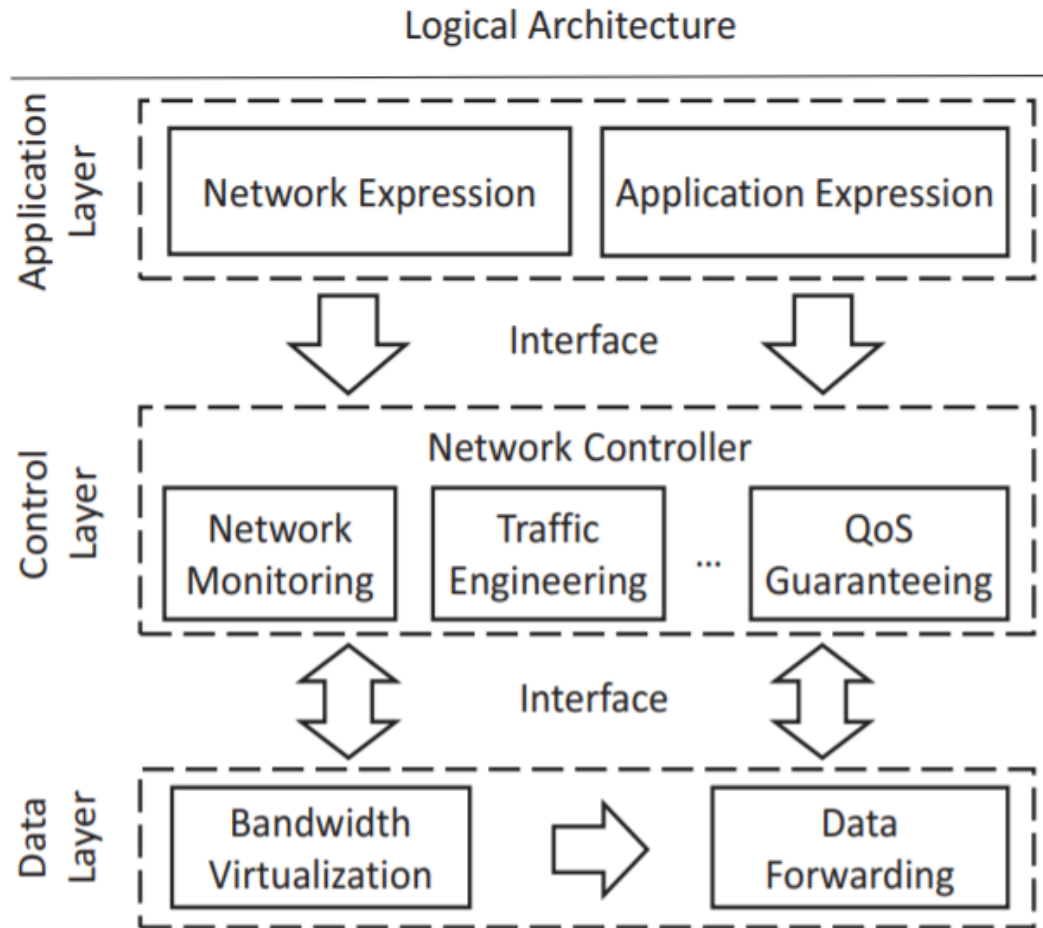 Logical Architecture
Application
Layer
Network Expression
Application Expression
Interface
Control
Layer
Network Controller
Network
Monitoring
Traffic
Engineering
...
QoS
Guaranteeing
Interface
Data
Layer
Bandwidth
Virtualization
Data
Forwarding